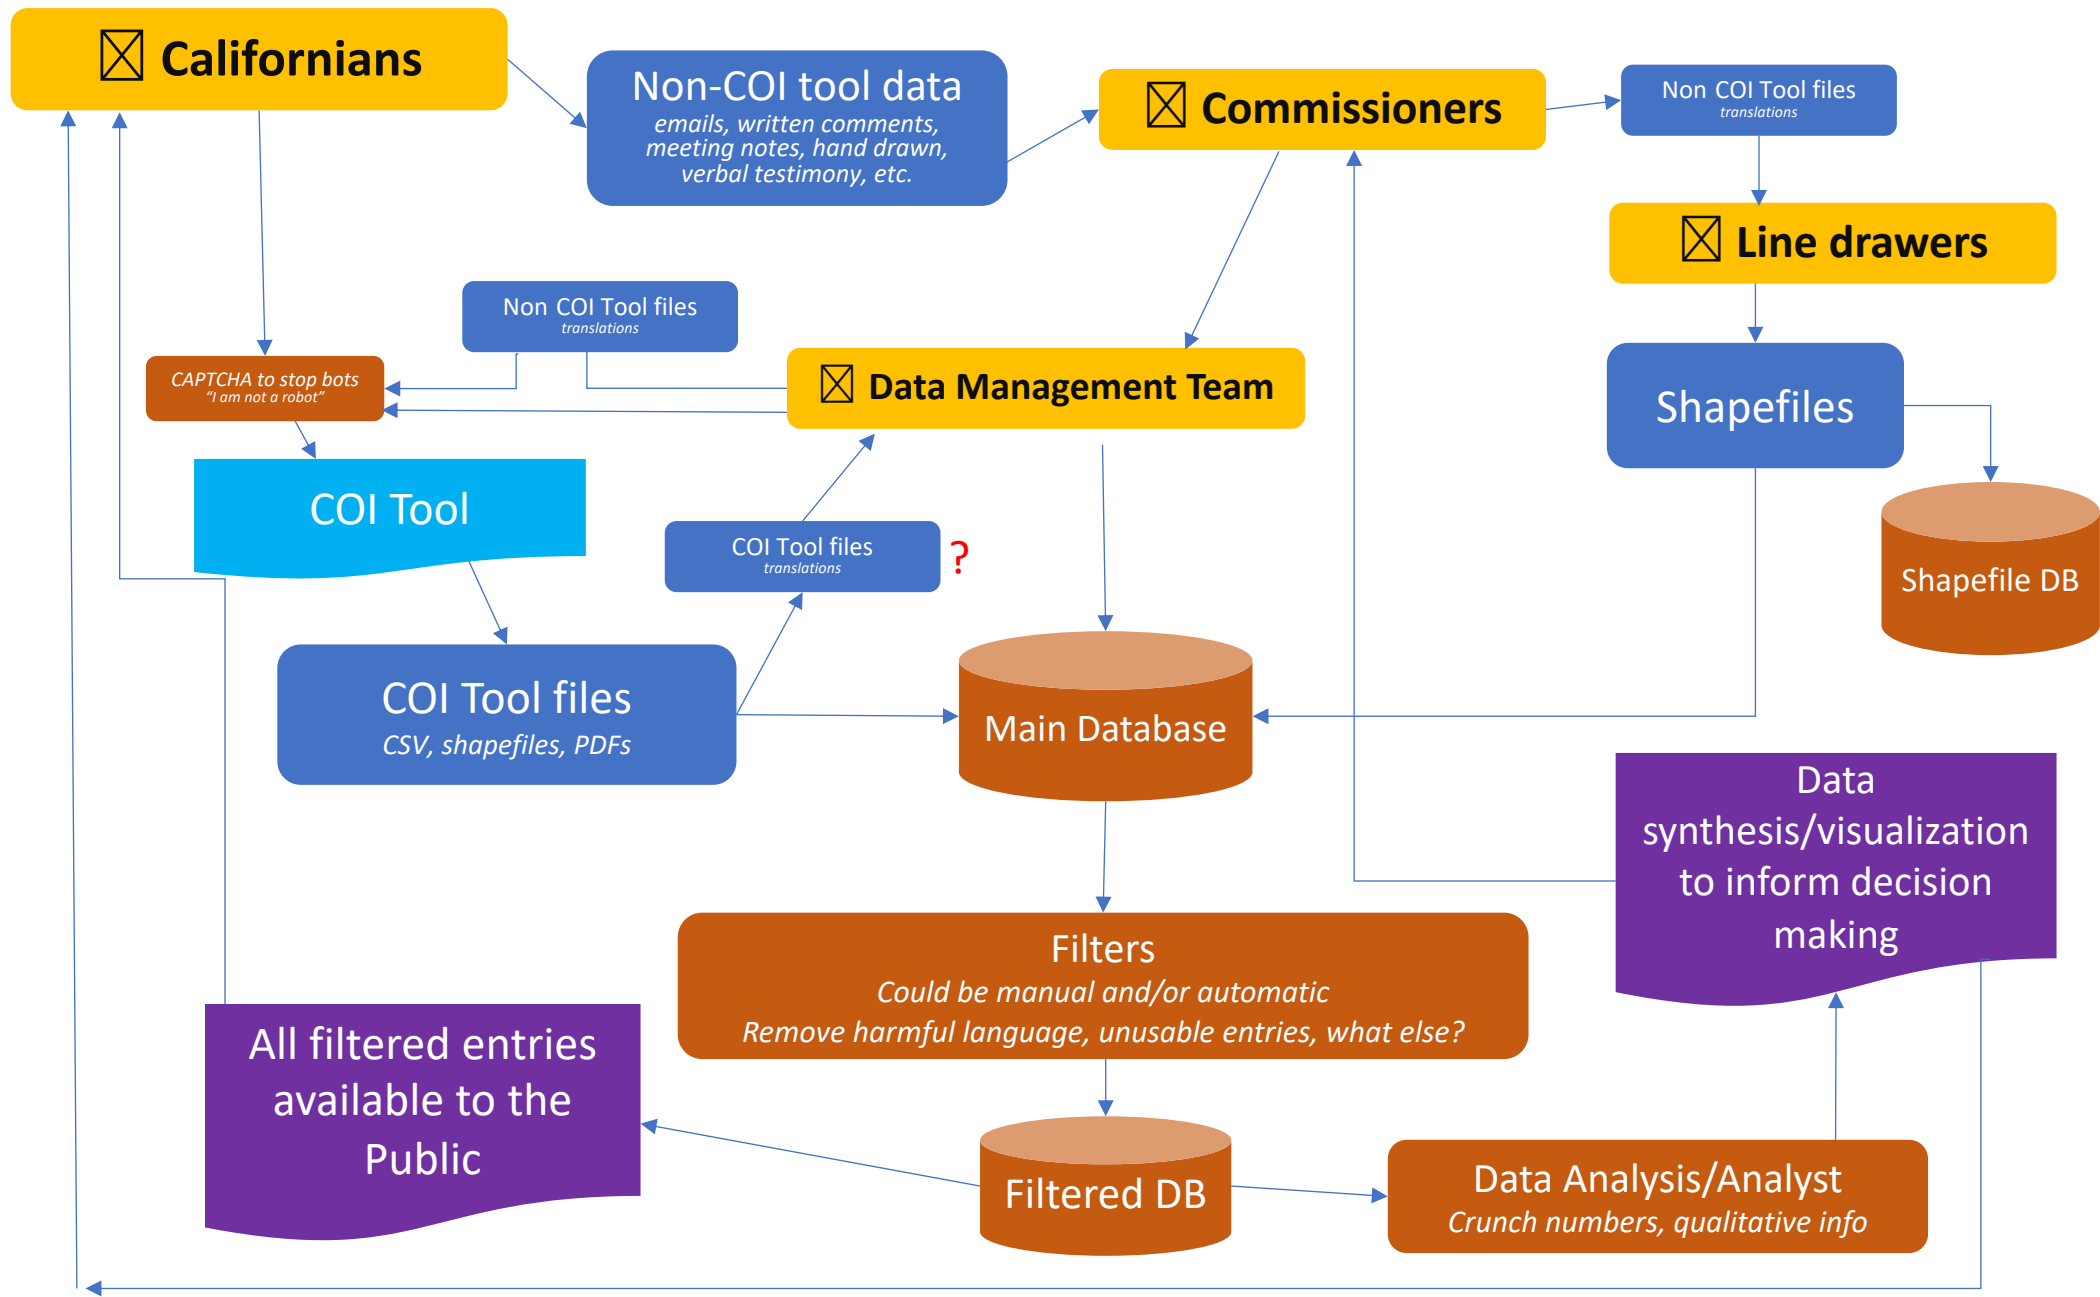 Californians
Non-COI tool data
emails, written comments,
meeting notes, hand drawn,
verbal testimony, etc.
Commissioners
Non COI Tool files
translations
Line drawers
Non COI Tool files
translations
CAPTCHA to stop bots
“I am not a robot”
Data Management Team
Shapefiles
COI Tool
COI Tool files
translations
?
Shapefile DB
COI Tool files
CSV, shapefiles, PDFs
Main Database
Data
synthesis/visualization
to inform decision
making
Filters
Could be manual and/or automatic
Remove harmful language, unusable entries, what else?
All filtered entries
available to the
Public
Filtered DB
Data Analysis/Analyst
Crunch numbers, qualitative info